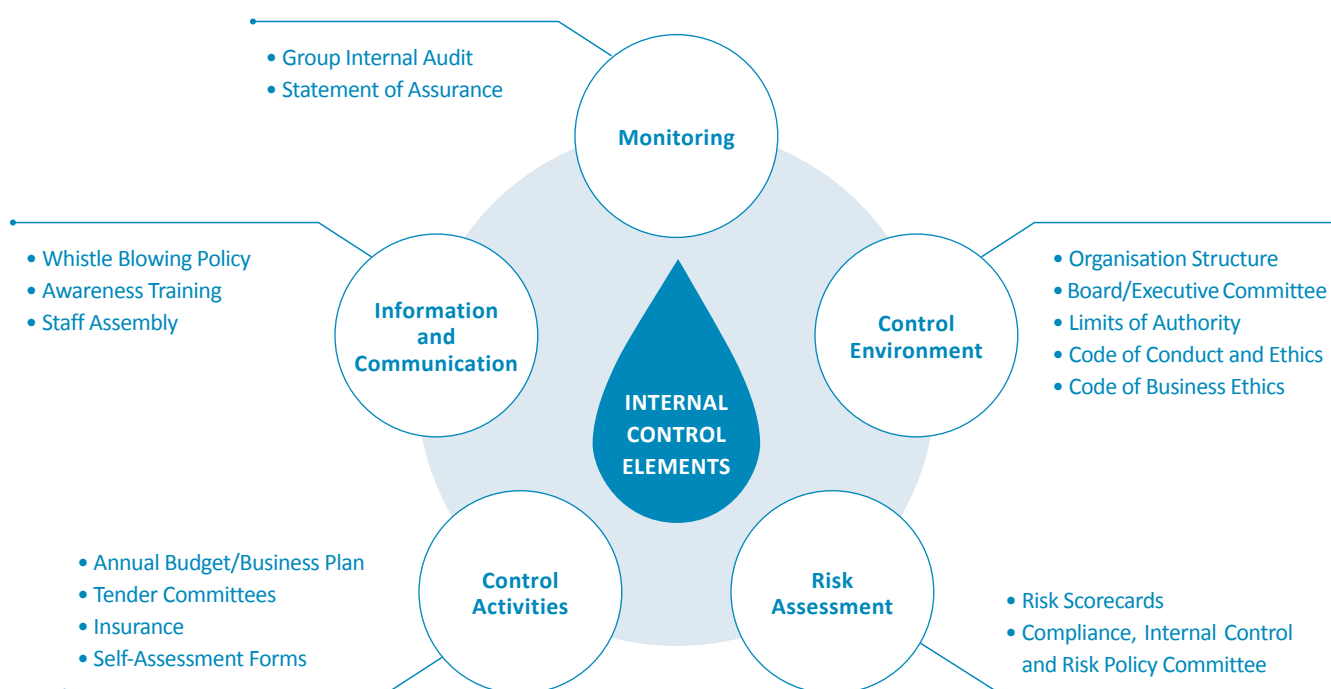 • Group Internal Audit
• Statement of Assurance
Monitoring
• Whistle Blowing Policy
• Awareness Training
• Staff Assembly
Information
and
Communication
Control
Environment
• Organisation Structure
• Board/Executive Committee
• Limits of Authority
• Code of Conduct and Ethics
• Code of Business Ethics
INTERNAL
CONTROL
ELEMENTS
• Annual Budget/Business Plan
• Tender Committees
• Insurance
• Self-Assessment Forms
Control
Activities
Risk
Assessment
• Risk Scorecards
• Compliance, Internal Control
and Risk Policy Committee